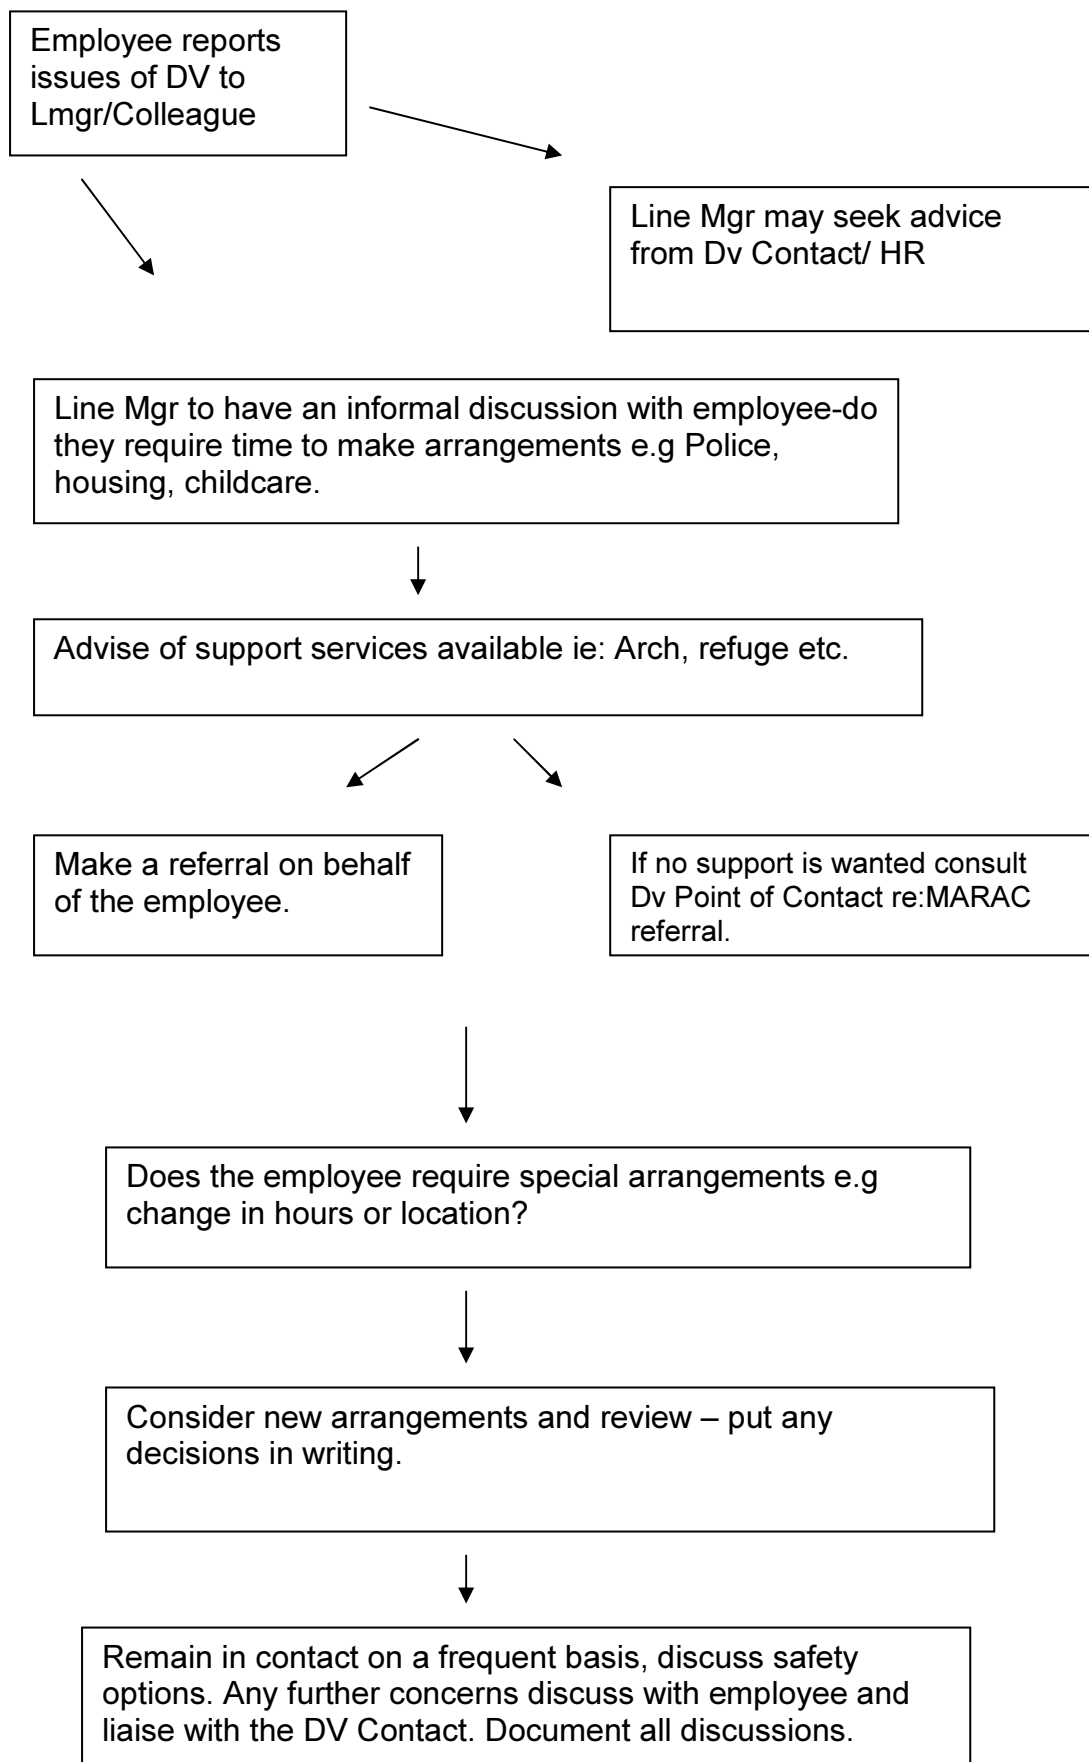 Employee reports
issues of DV to
Lmgr/Colleague
Line Mgr may seek advice
from Dv Contact/ HR
Line Mgr to have an informal discussion with employee-do
they require time to make arrangements e.g Police,
housing, childcare.
Advise of support services available ie: Arch, refuge etc.
Make a referral on behalf
of the employee.
If no support is wanted consult
Dv Point of Contact re:MARAC
referral.
Does the employee require special arrangements e.g
change in hours or location?
Consider new arrangements and review – put any
decisions in writing.
Remain in contact on a frequent basis, discuss safety
options. Any further concerns discuss with employee and
liaise with the DV Contact. Document all discussions.